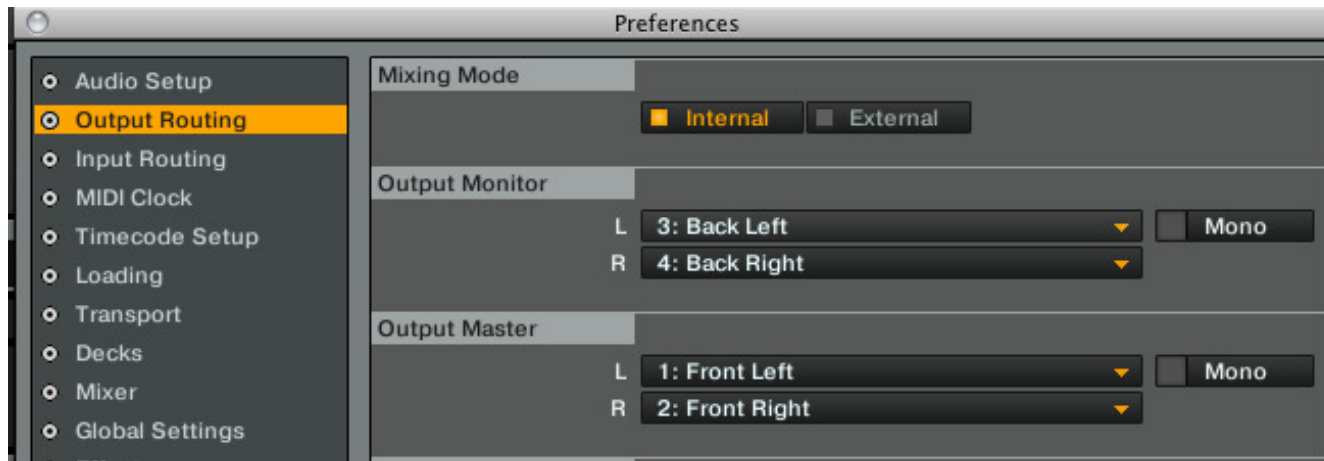 Preferences
Audio Setup
Output Routing
Input Routing
MIDI Clock
Timecode Setup
Loading
Transport
Decks
Mixer
Global Settings
Mixing Mode
Internal External
Output Monitor
L 3: Back Left Mono
R 4: Back Right
Output Master
L 1: Front Left Mono
R 2: Front Right